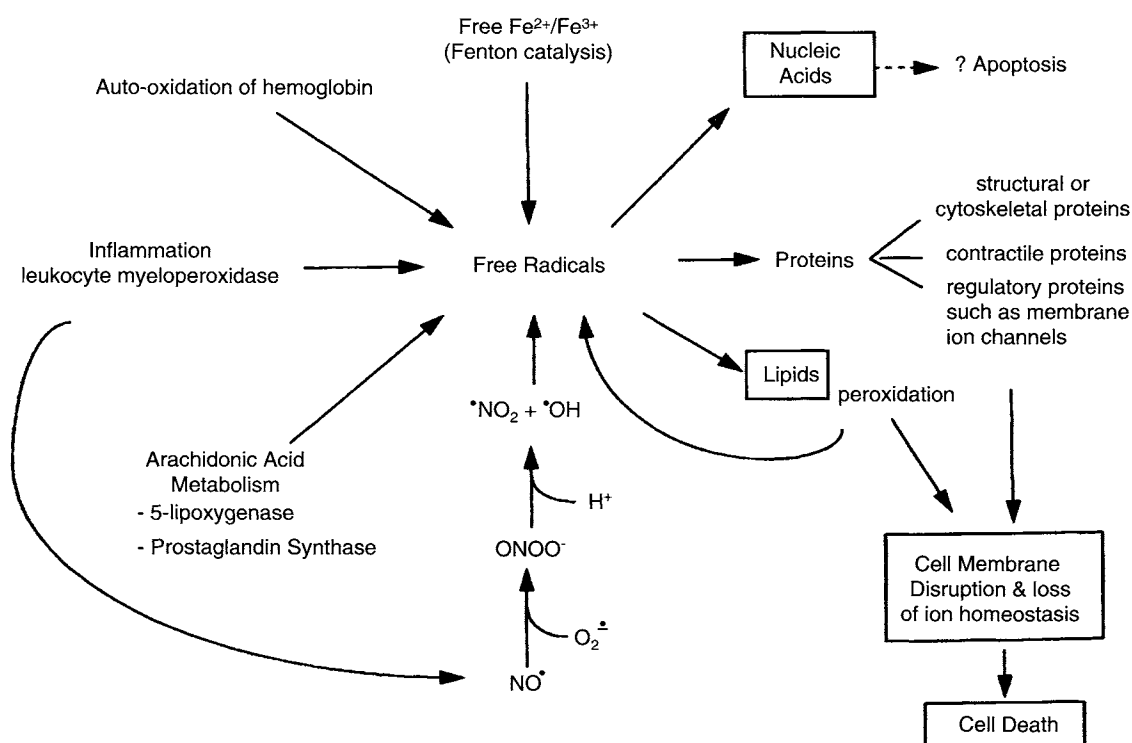 Free Fe²⁺/Fe³⁺
(Fenton catalysis)
Auto-oxidation of hemoglobin
Nucleic
Acids
? Apoptosis
Inflammation
leukocyte myeloperoxidase
Free Radicals
Proteins
structural or
cytoskeletal proteins
contractile proteins
regulatory proteins
such as membrane
ion channels
Lipids
peroxidation
•NO₂ + •OH
Arachidonic Acid
Metabolism
- 5-lipoxygenase
- Prostaglandin Synthase
H⁺
ONOO⁻
O₂•⁻
NO•
Cell Membrane
Disruption & loss
of ion homeostasis
Cell Death